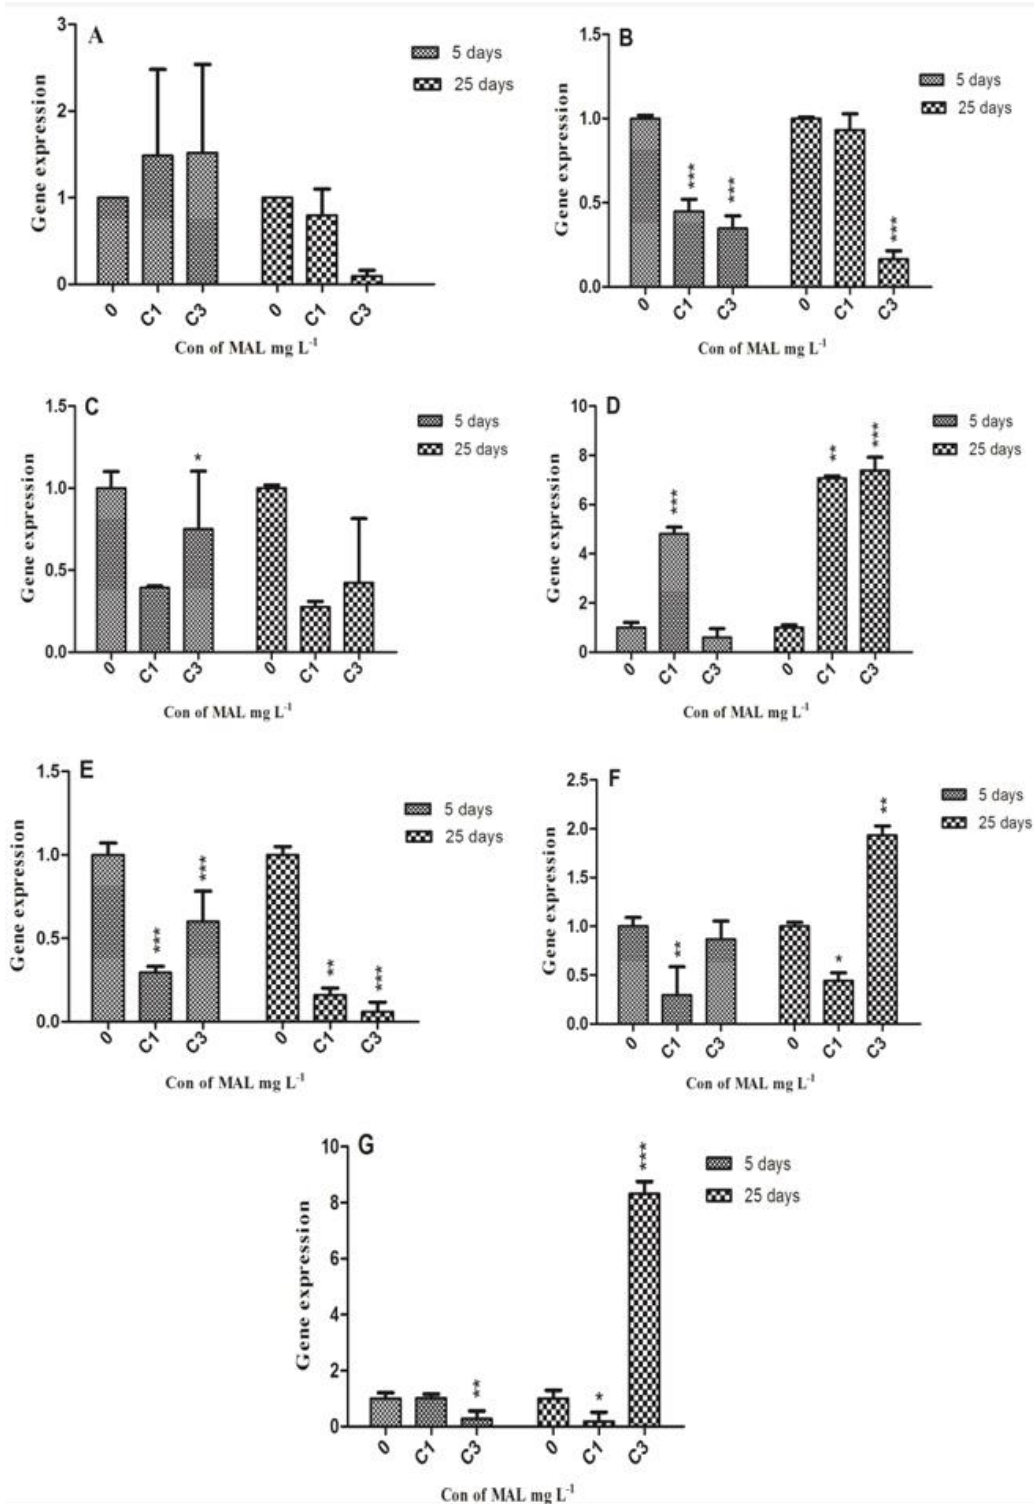 A
3
2
1
0
Gene expression
5 days
25 days
0 C1 C3 0 C1 C3
Con of MAL mg L-1
B
1.5
1.0
0.5
0.0
Gene expression
5 days
25 days
*** *** ***
0 C1 C3 0 C1 C3
Con of MAL mg L-1
C
1.5
1.0
0.5
0.0
Gene expression
5 days
25 days
*
0 C1 C3 0 C1 C3
Con of MAL mg L-1
D
10
8
6
4
2
0
Gene expression
5 days
25 days
*** ** ***
0 C1 C3 0 C1 C3
Con of MAL mg L-1
E
1.5
1.0
0.5
0.0
Gene expression
5 days
25 days
*** *** ** ***
0 C1 C3 0 C1 C3
Con of MAL mg L-1
F
2.5
2.0
1.5
1.0
0.5
0.0
Gene expression
5 days
25 days
** * **
0 C1 C3 0 C1 C3
Con of MAL mg L-1
G
10
8
6
4
2
0
Gene expression
5 days
25 days
** * ***
0 C1 C3 0 C1 C3
Con of MAL mg L-1